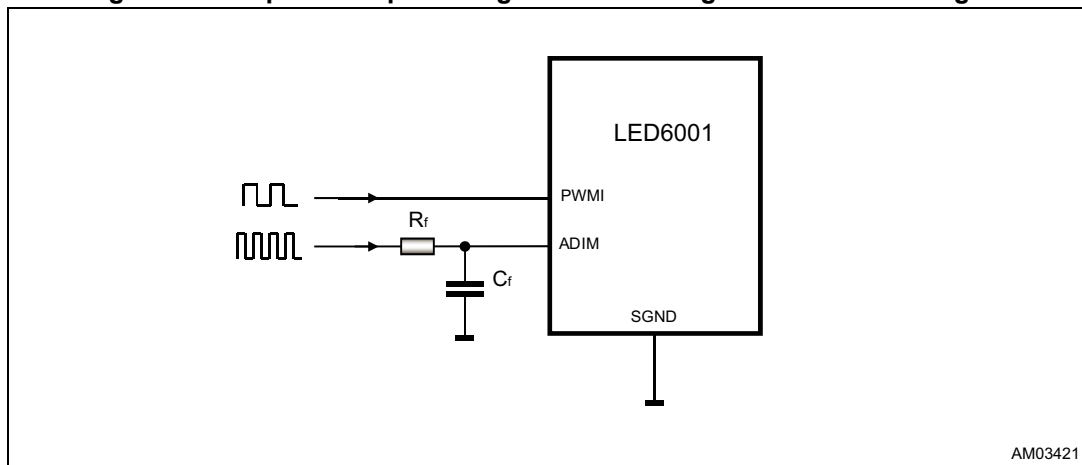 LED6001
PWMI
Rf
ADIM
Cf
SGND
AM03421